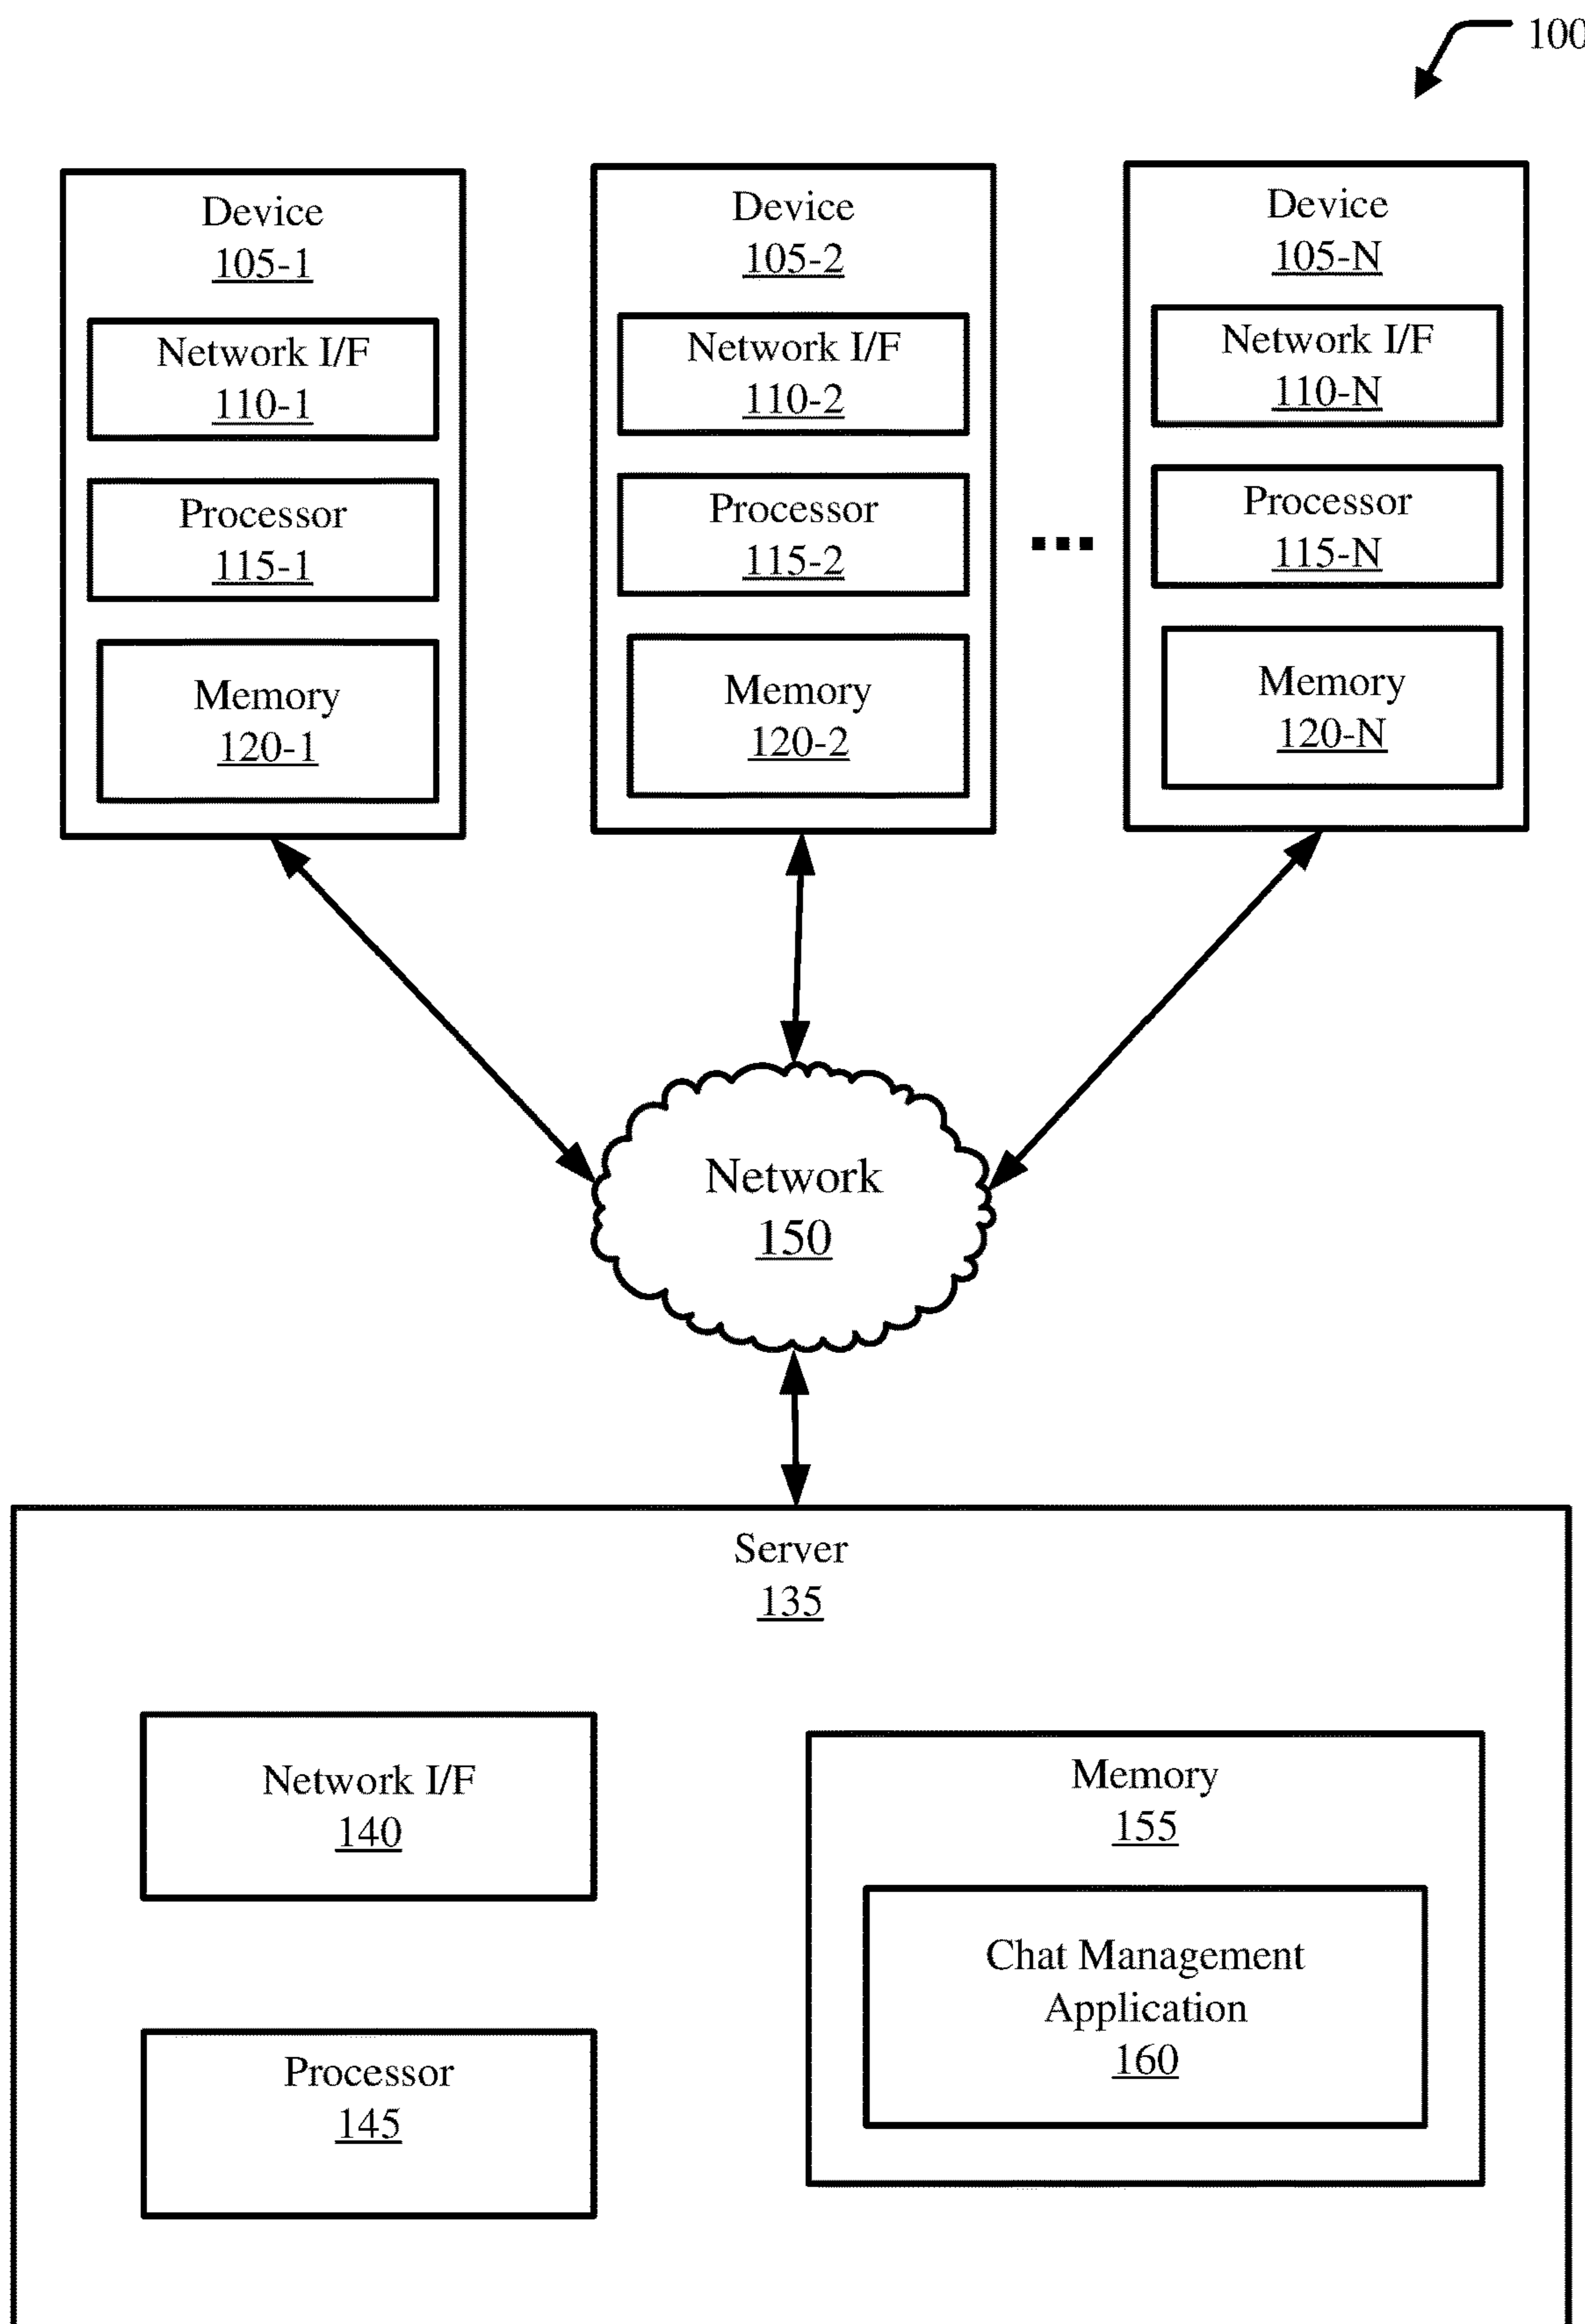 100
Device
105-1
Network I/F
110-1
Processor
115-1
Memory
120-1
Device
105-2
Network I/F
110-2
Processor
115-2
Memory
120-2
Device
105-N
Network I/F
110-N
Processor
115-N
Memory
120-N
Network
150
Server
135
Network I/F
140
Processor
145
Memory
155
Chat Management
Application
160